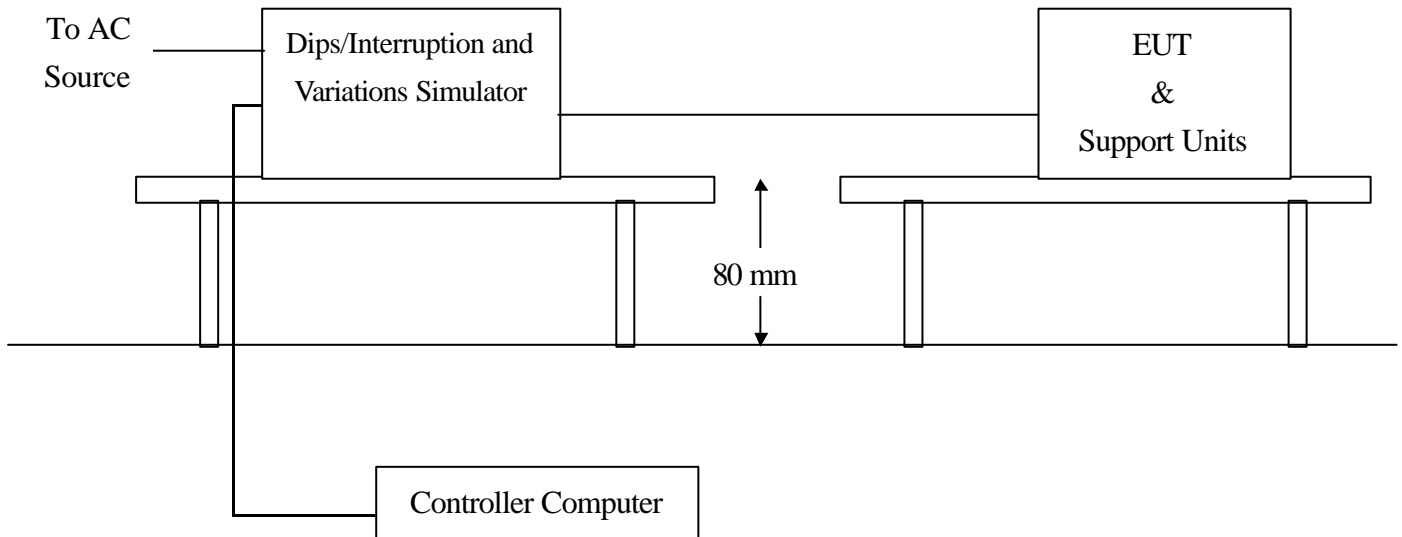 To AC
Source
Dips/Interruption and
Variations Simulator
EUT
&
Support Units
80 mm
Controller Computer